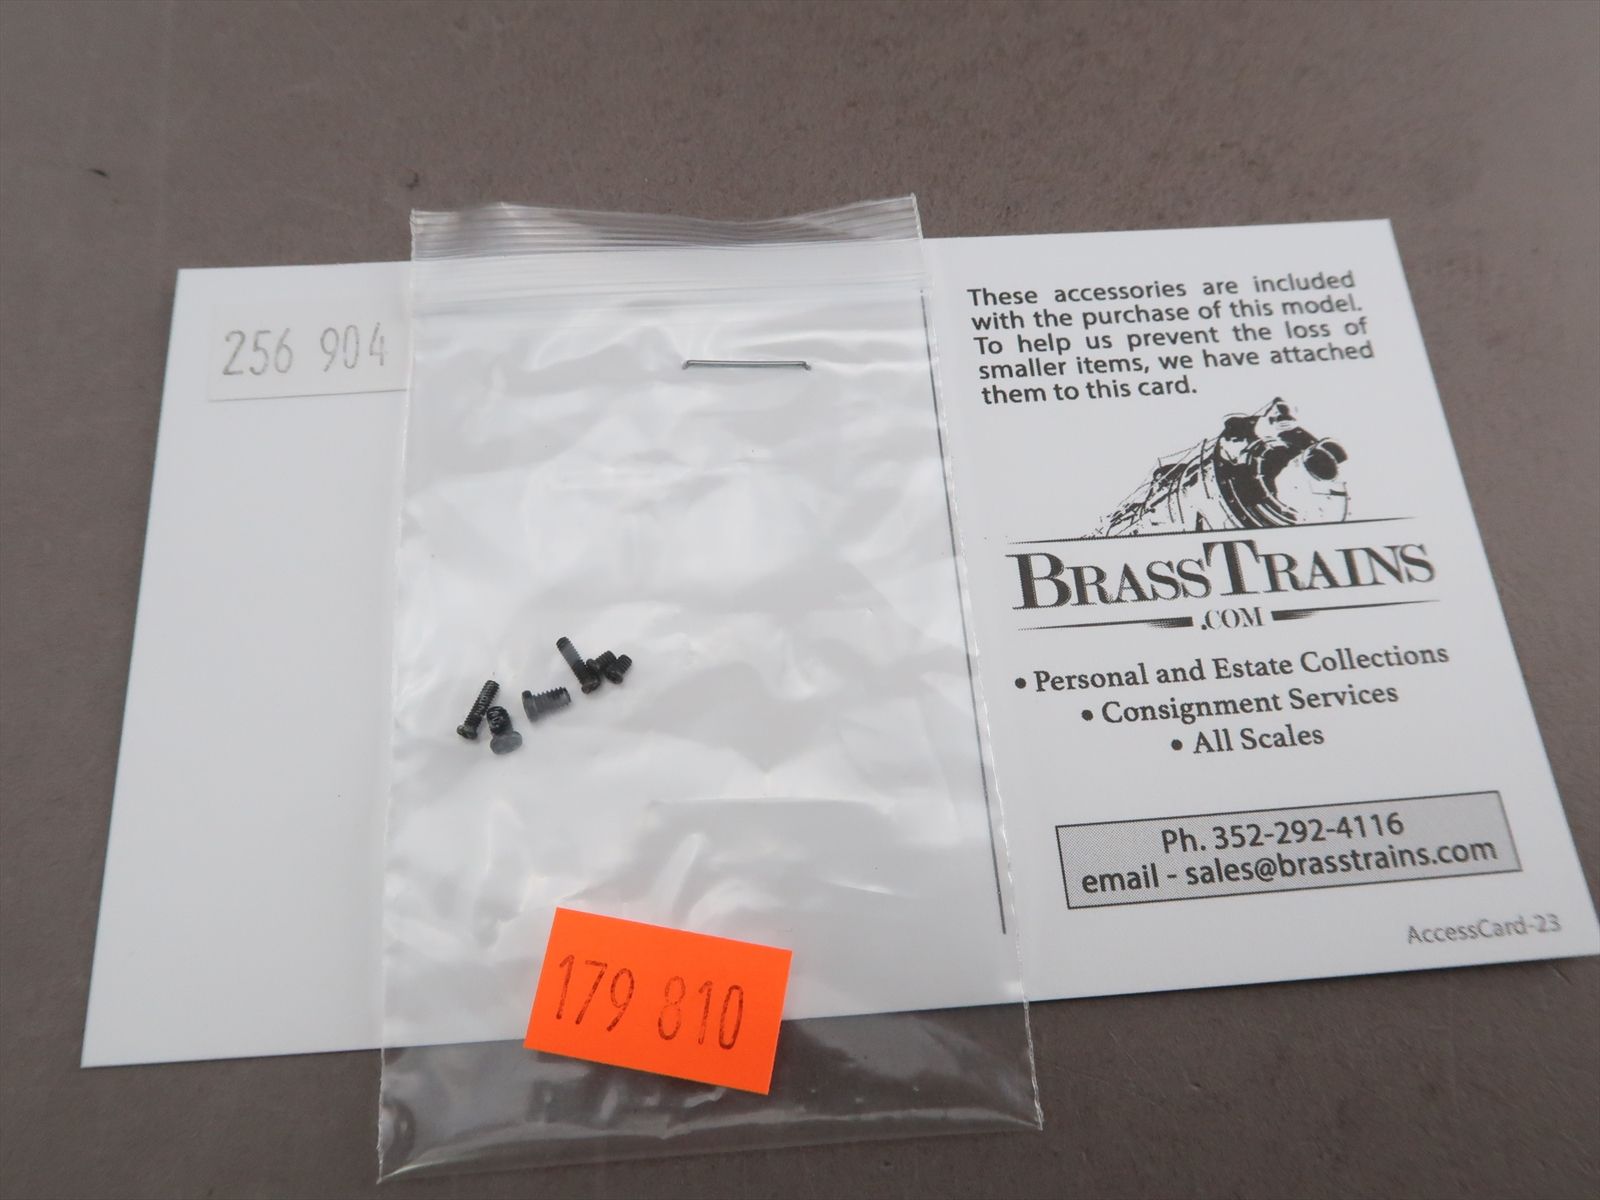 256 904
These accessories are included
with the purchase of this model.
To help us prevent the loss of
smaller items, we have attached
them to this card.
BRASSTRAINS
.COM
• Personal and Estate Collections
• Consignment Services
• All Scales
Ph. 352-292-4116
email - sales@brasstrains.com
AccessCard-23
179 810